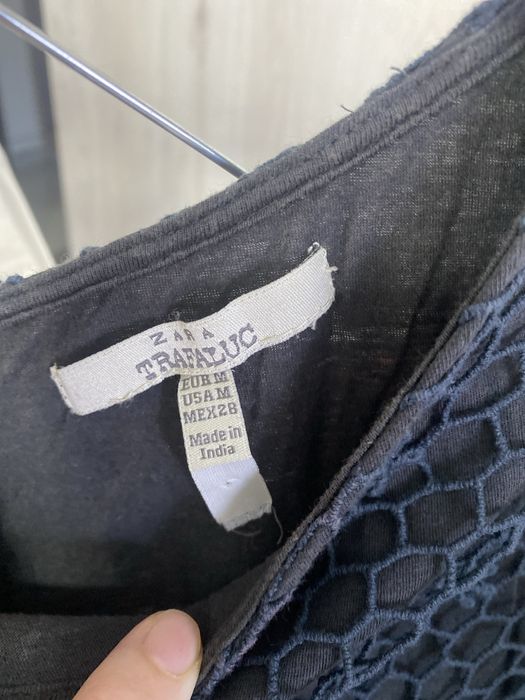 ZARA
TRAFALUC
EUR M
USA M
MEX 28
Made in
India